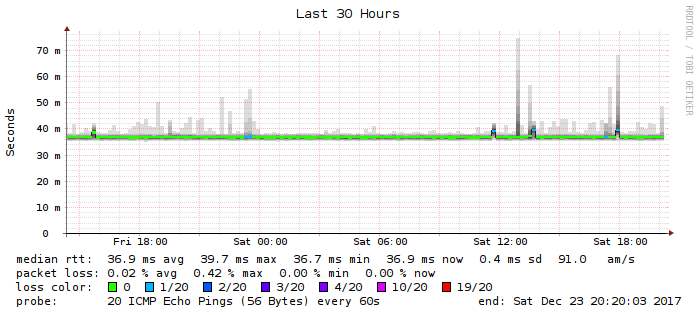 Last 30 Hours
RRDTOOL / TOBI OETIKER
Seconds
70 m
60 m
50 m
40 m
30 m
20 m
10 m
0
Fri 18:00 Sat 00:00 Sat 06:00 Sat 12:00 Sat 18:00
median rtt: 36.9 ms avg 39.7 ms max 36.7 ms min 36.9 ms now 0.4 ms sd 91.0 am/s
packet loss: 0.02 % avg 0.42 % max 0.00 % min 0.00 % now
loss color: 0 1/20 2/20 3/20 4/20 10/20 19/20
probe: 20 ICMP Echo Pings (56 Bytes) every 60s end: Sat Dec 23 20:20:03 2017